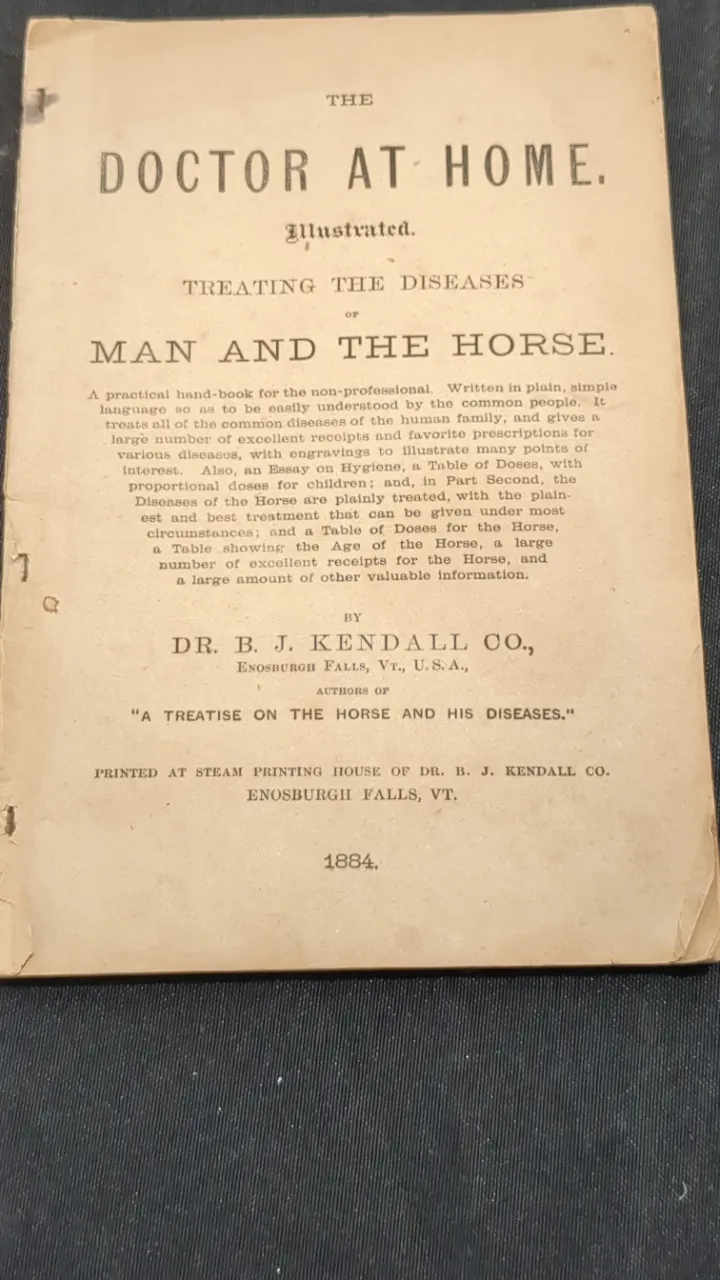 THE
DOCTOR AT HOME.
Illustrated.
TREATING THE DISEASES
OF
MAN AND THE HORSE.
A practical hand-book for the non-professional. Written in plain, simple
language so as to be easily understood by the common people. It
treats all of the common diseases of the human family, and gives a
large number of excellent receipts and favorite prescriptions for
various diseases, with engravings to illustrate many points of
interest. Also, an Essay on Hygiene, a Table of Doses, with
proportional doses for children; and, in Part Second, the
Diseases of the Horse are plainly treated, with the plain-
est and best treatment that can be given under most
circumstances; and a Table of Doses for the Horse,
a Table showing the Age of the Horse, a large
number of excellent receipts for the Horse, and
a large amount of other valuable information.
BY
DR. B. J. KENDALL CO.,
ENOSBURGH FALLS, VT., U. S. A.,
AUTHORS OF
"A TREATISE ON THE HORSE AND HIS DISEASES."
PRINTED AT STEAM PRINTING HOUSE OF DR. B. J. KENDALL CO.
ENOSBURGH FALLS, VT.
1884.